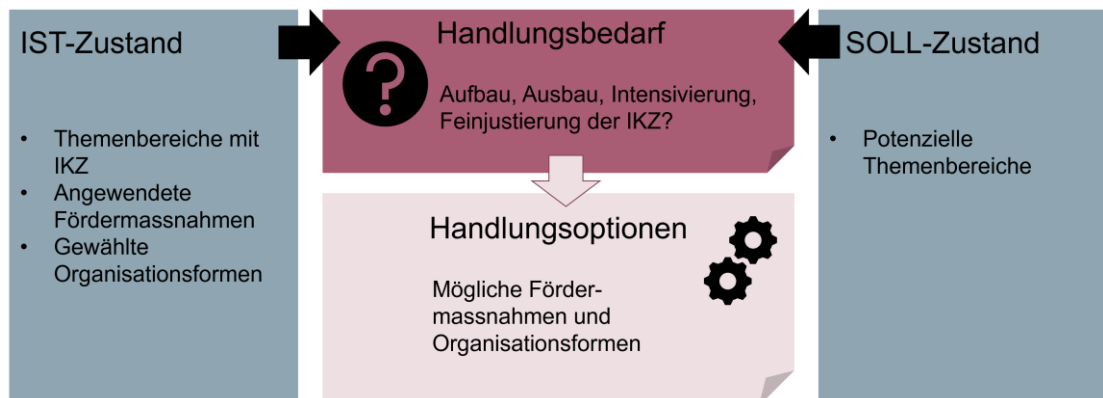 IST-Zustand
• Themenbereiche mit
IKZ
• Angewendete
Fördermassnahmen
• Gewählte
Organisationsformen
Handlungsbedarf
?
Aufbau, Ausbau, Intensivierung,
Feinjustierung der IKZ?
Handlungsoptionen
Mögliche Förder-
massnahmen und
Organisationsformen
SOLL-Zustand
• Potenzielle
Themenbereiche